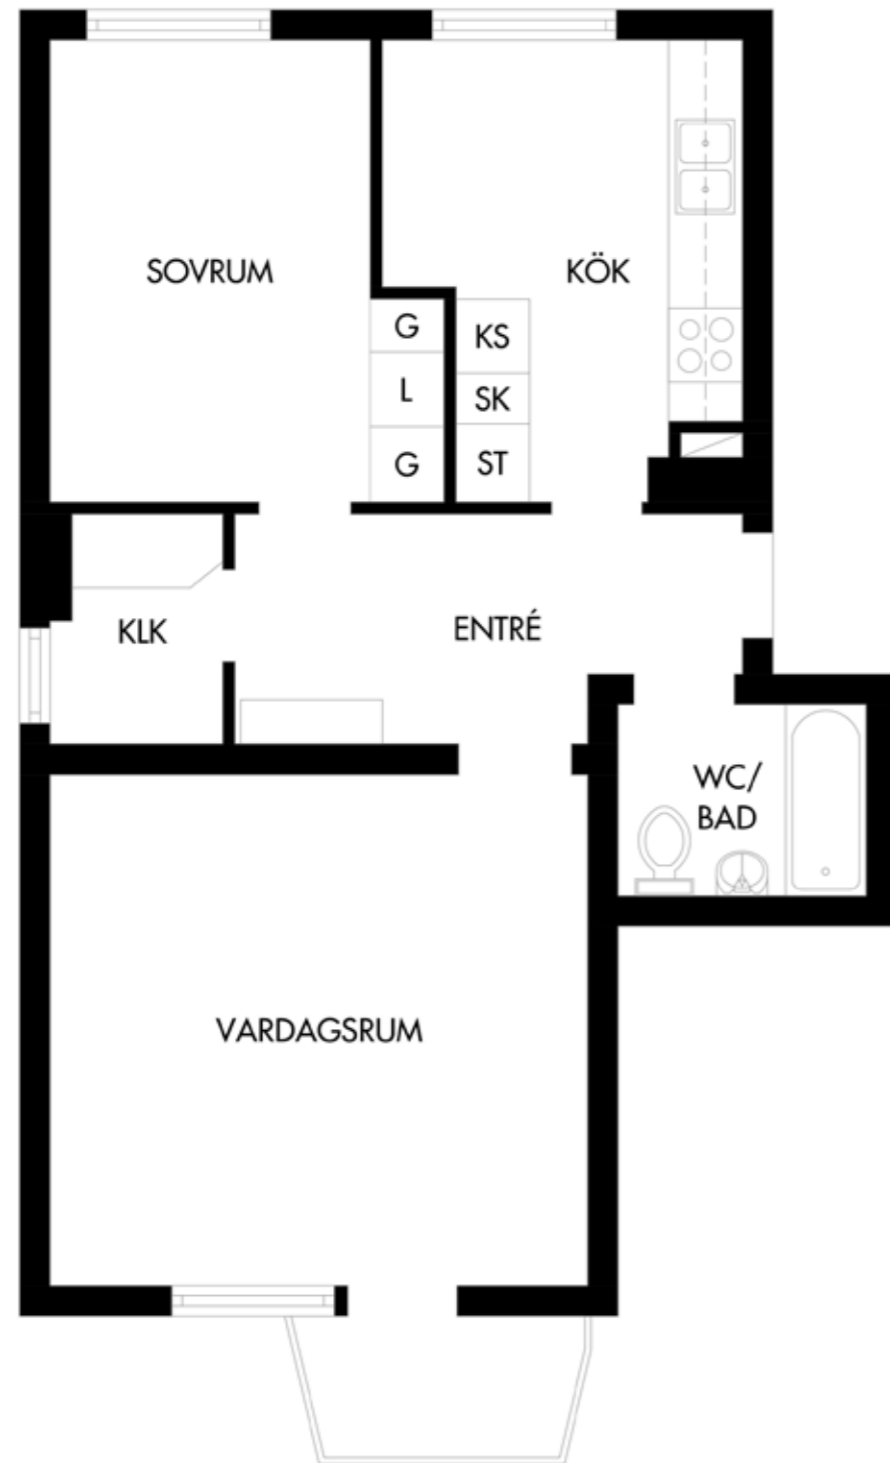 SOVRUM
KÖK
G
L
G
KS
SK
ST
KLK
ENTRÉ
WC/
BAD
VARDAGSRUM